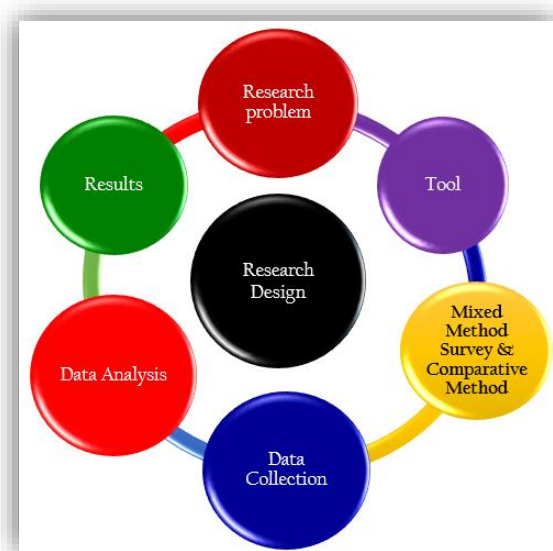 Research
problem
Results
Tool
Research
Design
Mixed
Method
Survey &
Comparative
Method
Data Analysis
Data
Collection